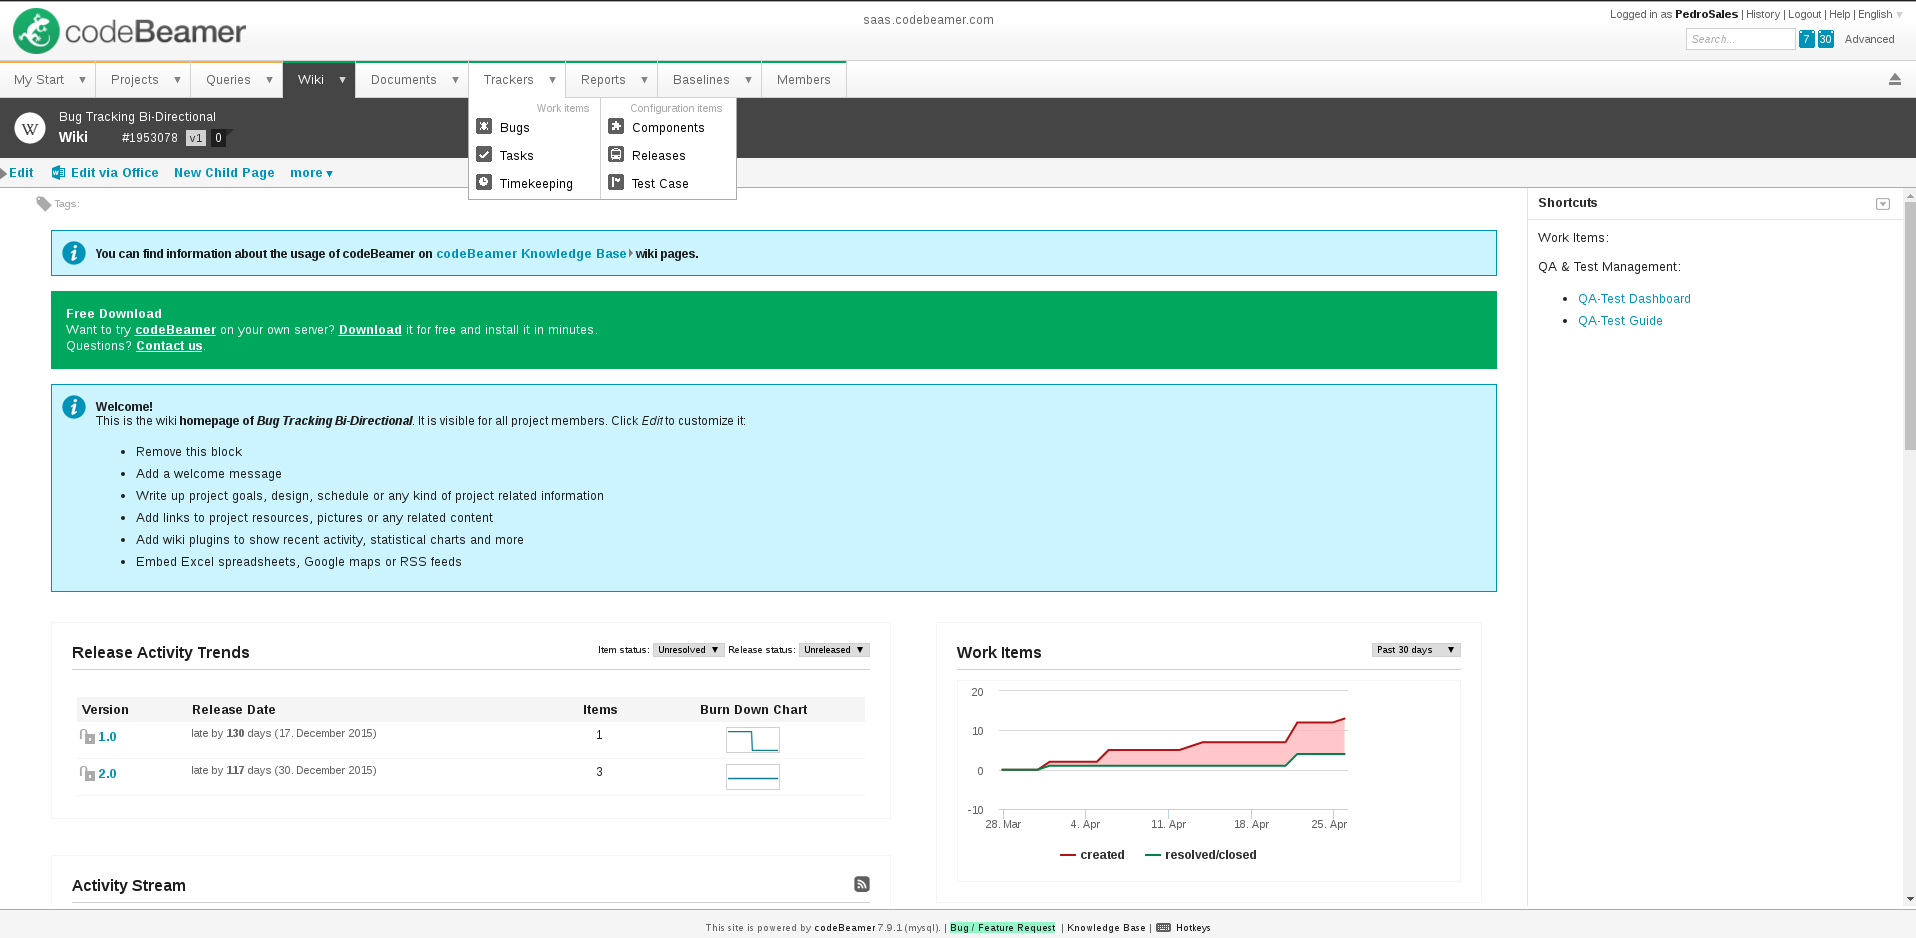 codeBeamer
saas.codebeamer.com
Logged in as PedroSales | History | Logout | Help | English
Search...
7
30
Advanced
My Start ▼ Projects ▼ Queries ▼ Wiki ▼ Documents ▼ Trackers ▼ Reports ▼ Baselines ▼ Members
W
Bug Tracking Bi-Directional
Wiki #1953078 v1 0
Work items
Bugs
Tasks
Timekeeping
Configuration items
Components
Releases
Test Case
Edit Edit via Office New Child Page more ▾
Tags:
You can find information about the usage of codeBeamer on codeBeamer Knowledge Base wiki pages.
Free Download
Want to try codeBeamer on your own server? Download it for free and install it in minutes.
Questions? Contact us.
Welcome!
This is the wiki homepage of Bug Tracking Bi-Directional. It is visible for all project members. Click Edit to customize it:
• Remove this block
• Add a welcome message
• Write up project goals, design, schedule or any kind of project related information
• Add links to project resources, pictures or any related content
• Add wiki plugins to show recent activity, statistical charts and more
• Embed Excel spreadsheets, Google maps or RSS feeds
Shortcuts
Work Items:
QA & Test Management:
• QA-Test Dashboard
• QA-Test Guide
Release Activity Trends
Item status: Unresolved ▼ Release status: Unreleased ▼
Version Release Date Items Burn Down Chart
1.0 late by 130 days (17. December 2015) 1
2.0 late by 117 days (30. December 2015) 3
Work Items
Past 30 days ▼
20
10
0
-10
28. Mar 4. Apr 11. Apr 18. Apr 25. Apr
created resolved/closed
Activity Stream
This site is powered by codeBeamer 7.9.1 (mysql). | Bug / Feature Request | Knowledge Base | Hotkeys